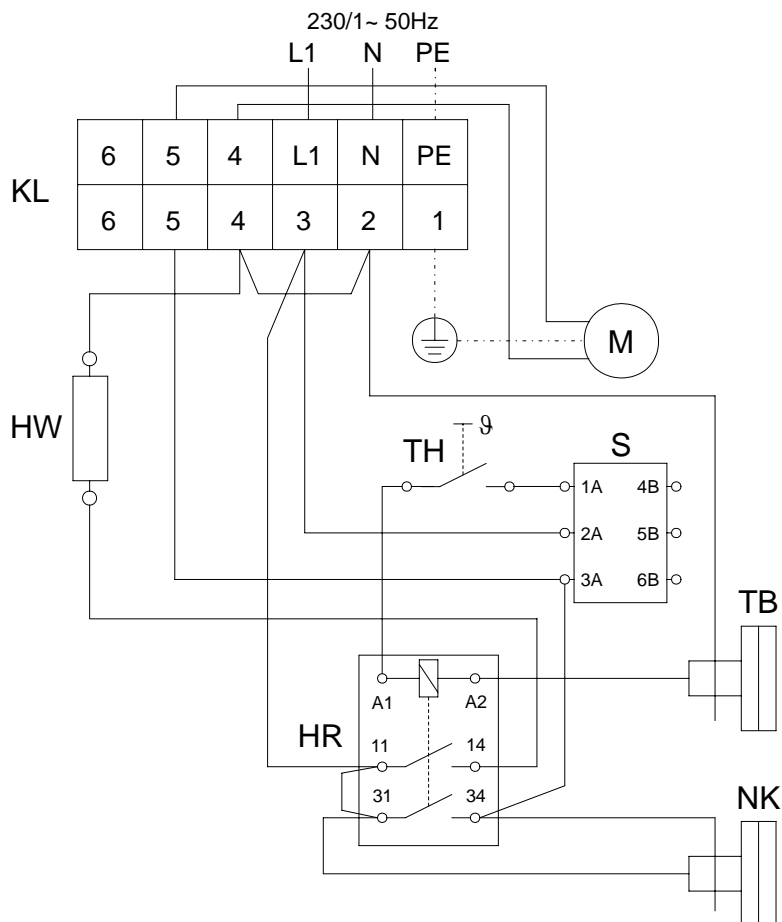 230/1~ 50Hz
L1 N PE
6 5 4 L1 N PE
KL
6 5 4 3 2 1
M
HW
TH ϑ S
1A 4B
2A 5B
3A 6B
TB
A1 A2
HR
11 14
31 34
NK